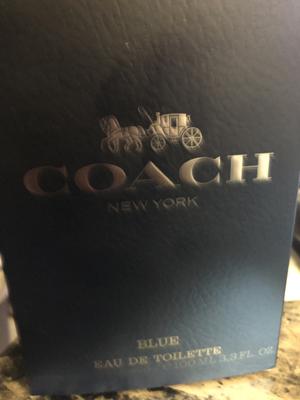 COACH
NEW YORK
BLUE
EAU DE TOILETTE
100 ML 3.3 FL. OZ